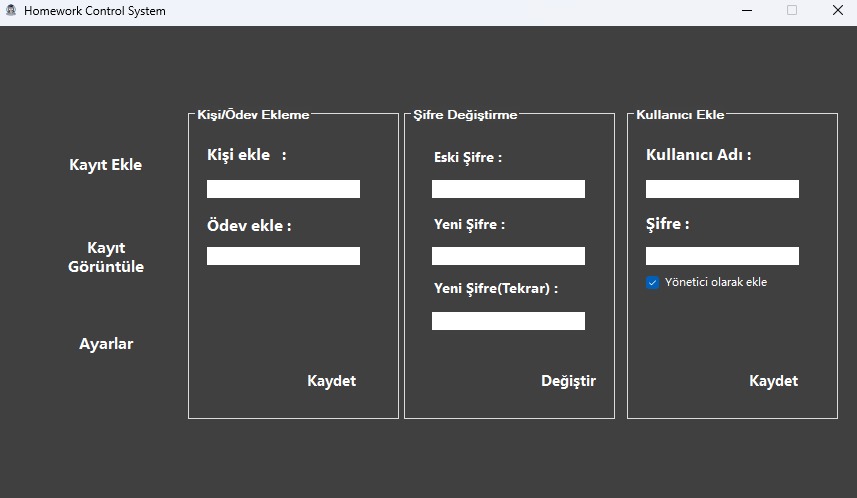 Homework Control System
Kayıt Ekle
Kayıt
Görüntüle
Ayarlar
Kişi/Ödev Ekleme
Kişi ekle :
Ödev ekle :
Kaydet
Şifre Değiştirme
Eski Şifre :
Yeni Şifre :
Yeni Şifre(Tekrar) :
Değiştir
Kullanıcı Ekle
Kullanıcı Adı :
Şifre :
Yönetici olarak ekle
Kaydet